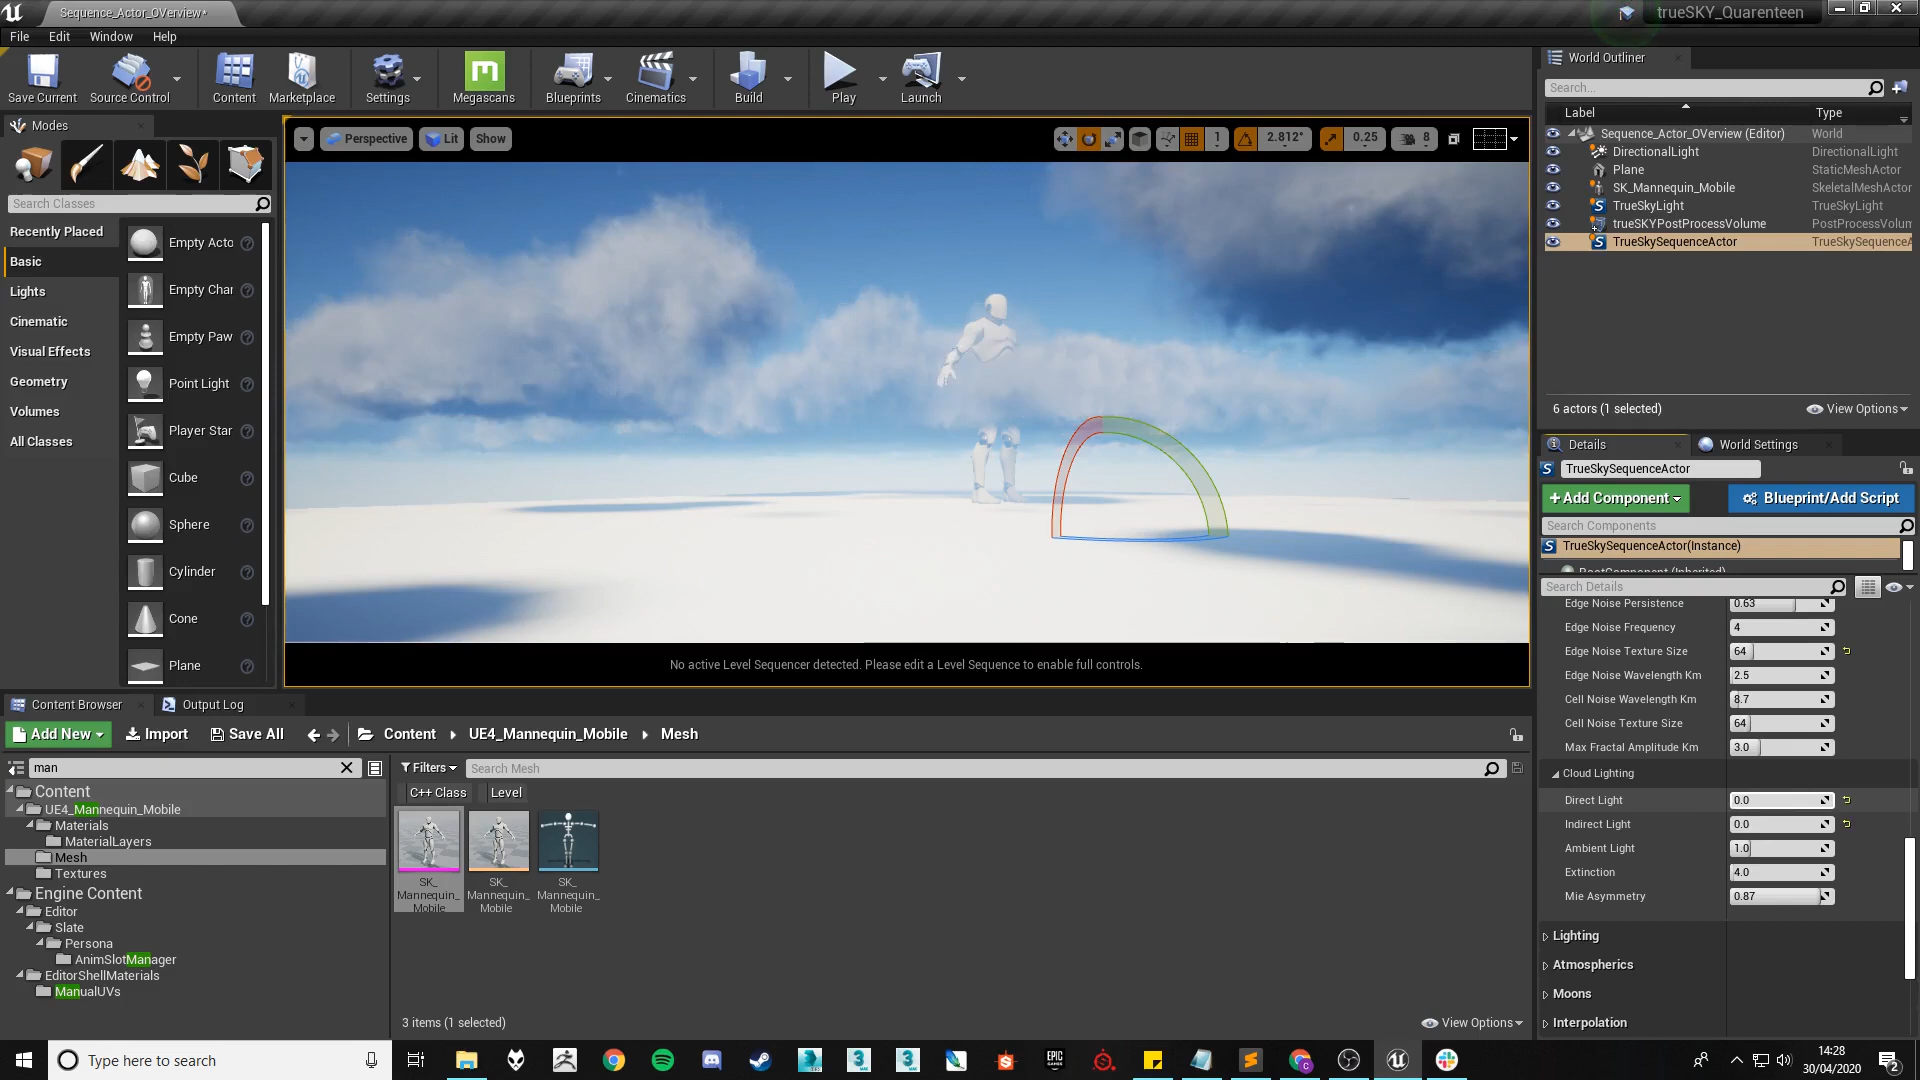 Sequence_Actor_OVerview*
trueSKY_Quarenteen
File
Edit
Window
Help
Save Current
Source Control
Content
Marketplace
Settings
Megascans
Blueprints
Cinematics
Build
Play
Launch
Modes
Search Classes
Recently Placed
Basic
Lights
Cinematic
Visual Effects
Geometry
Volumes
All Classes
Empty Acto
Empty Char
Empty Paw
Point Light
Player Star
Cube
Sphere
Cylinder
Cone
Plane
Perspective
Lit
Show
1
2.812°
0.25
8
No active Level Sequencer detected. Please edit a Level Sequence to enable full controls.
World Outliner
Search...
Label
Type
Sequence_Actor_OVerview (Editor)
World
DirectionalLight
DirectionalLight
Plane
StaticMeshActor
SK_Mannequin_Mobile
SkeletalMeshActor
TrueSkyLight
TrueSkyLight
trueSKYPostProcessVolume
PostProcessVolum
TrueSkySequenceActor
TrueSkySequenceA
6 actors (1 selected)
View Options
Details
World Settings
TrueSkySequenceActor
+Add Component
Blueprint/Add Script
Search Components
TrueSkySequenceActor(Instance)
RootComponent (Inherited)
Search Details
Edge Noise Persistence
0.63
Edge Noise Frequency
4
Edge Noise Texture Size
64
Edge Noise Wavelength Km
2.5
Cell Noise Wavelength Km
8.7
Cell Noise Texture Size
64
Max Fractal Amplitude Km
3.0
Cloud Lighting
Direct Light
0.0
Indirect Light
0.0
Ambient Light
1.0
Extinction
4.0
Mie Asymmetry
0.87
Lighting
Atmospherics
Moons
Interpolation
Content Browser
Output Log
Add New
Import
Save All
Content
UE4_Mannequin_Mobile
Mesh
man
Filters
Search Mesh
C++ Class
Level
Content
UE4_Mannequin_Mobile
Materials
MaterialLayers
Mesh
Textures
Engine Content
Editor
Slate
Persona
AnimSlotManager
EditorShellMaterials
ManualUVs
SK_
Mannequin_
Mobile
SK_
Mannequin_
Mobile
SK_
Mannequin_
Mobile
3 items (1 selected)
View Options
Type here to search
EPIC
GAMES
14:28
30/04/2020
2